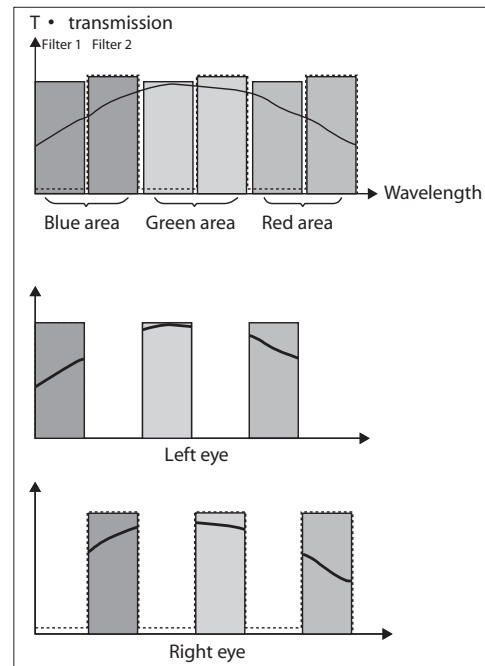 T • transmission
Filter 1 Filter 2
Wavelength
Blue area Green area Red area
Left eye
Right eye